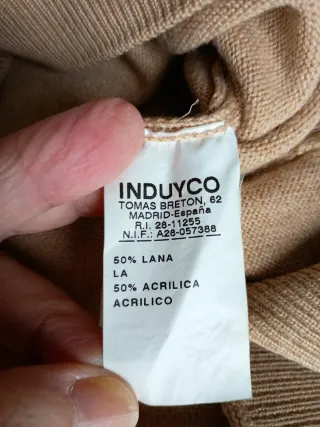 INDUYCO
TOMAS BRETON, 62
MADRID-España
R.I. 28-11255
N.I.F.: A28-057388
50% LANA
LA
50% ACRILICA
ACRILICO